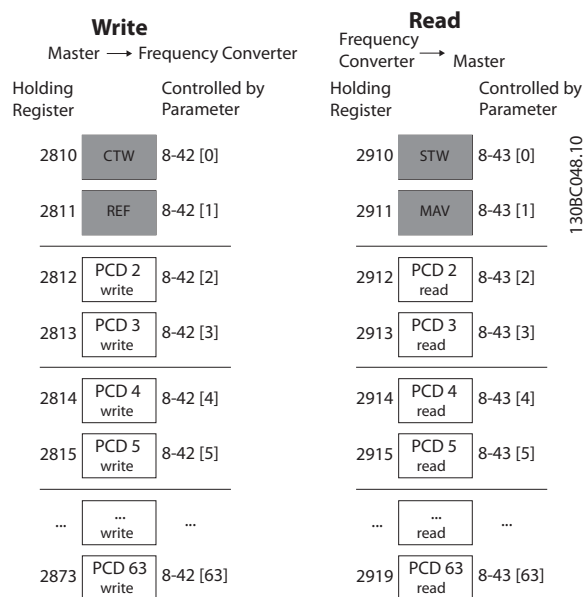 Write
Master → Frequency Converter
Holding Register Controlled by Parameter
2810 CTW 8-42 [0]
2811 REF 8-42 [1]
2812 PCD 2 write 8-42 [2]
2813 PCD 3 write 8-42 [3]
2814 PCD 4 write 8-42 [4]
2815 PCD 5 write 8-42 [5]
... ... write ...
2873 PCD 63 write 8-42 [63]
Read
Frequency Converter → Master
Holding Register Controlled by Parameter
2910 STW 8-43 [0]
2911 MAV 8-43 [1]
2912 PCD 2 read 8-43 [2]
2913 PCD 3 read 8-43 [3]
2914 PCD 4 read 8-43 [4]
2915 PCD 5 read 8-43 [5]
... ... read ...
2919 PCD 63 read 8-43 [63]
130BC048.10